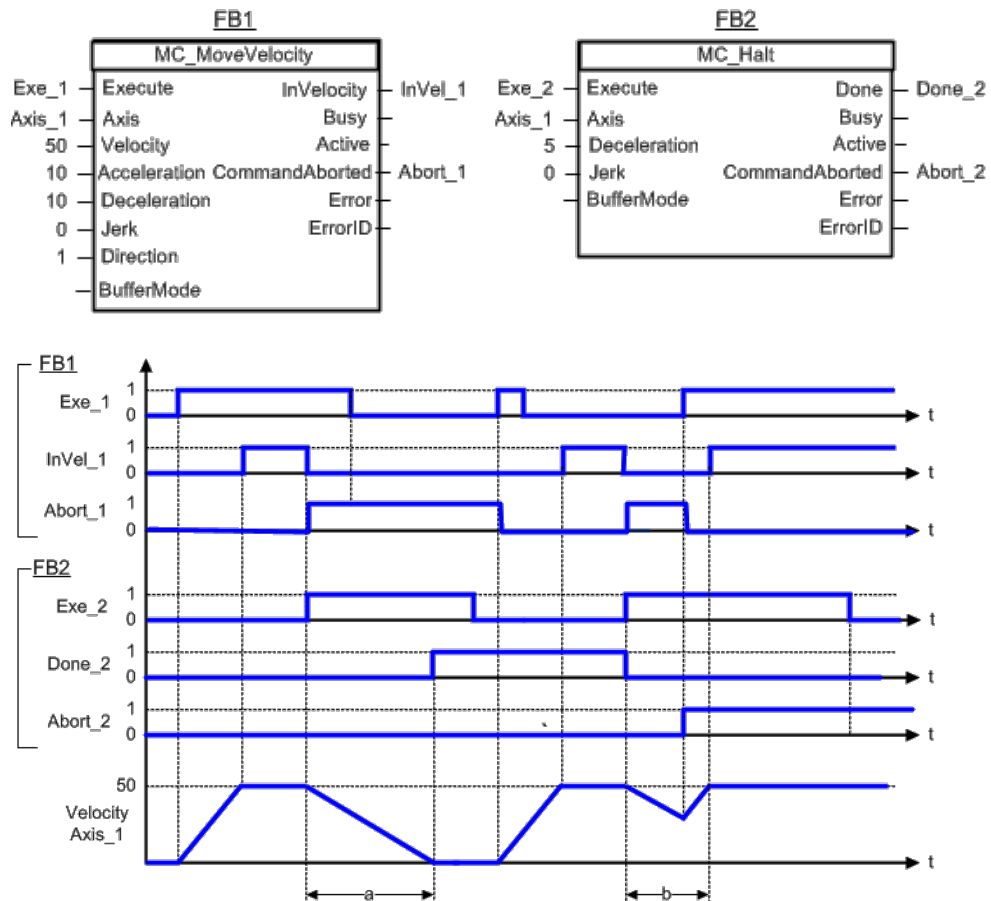 FB1
MC_MoveVelocity
Exe_1 Execute InVelocity InVel_1
Axis_1 Axis Busy
50 Velocity Active
10 Acceleration CommandAborted Abort_1
10 Deceleration Error
0 Jerk ErrorID
1 Direction
BufferMode
FB2
MC_Halt
Exe_2 Execute Done Done_2
Axis_1 Axis Busy
5 Deceleration Active
0 Jerk CommandAborted Abort_2
BufferMode Error
ErrorID
FB1
Exe_1 1 0 t
InVel_1 1 0 t
Abort_1 1 0 t
FB2
Exe_2 1 0 t
Done_2 1 0 t
Abort_2 1 0 t
50
Velocity
Axis_1
t
a b